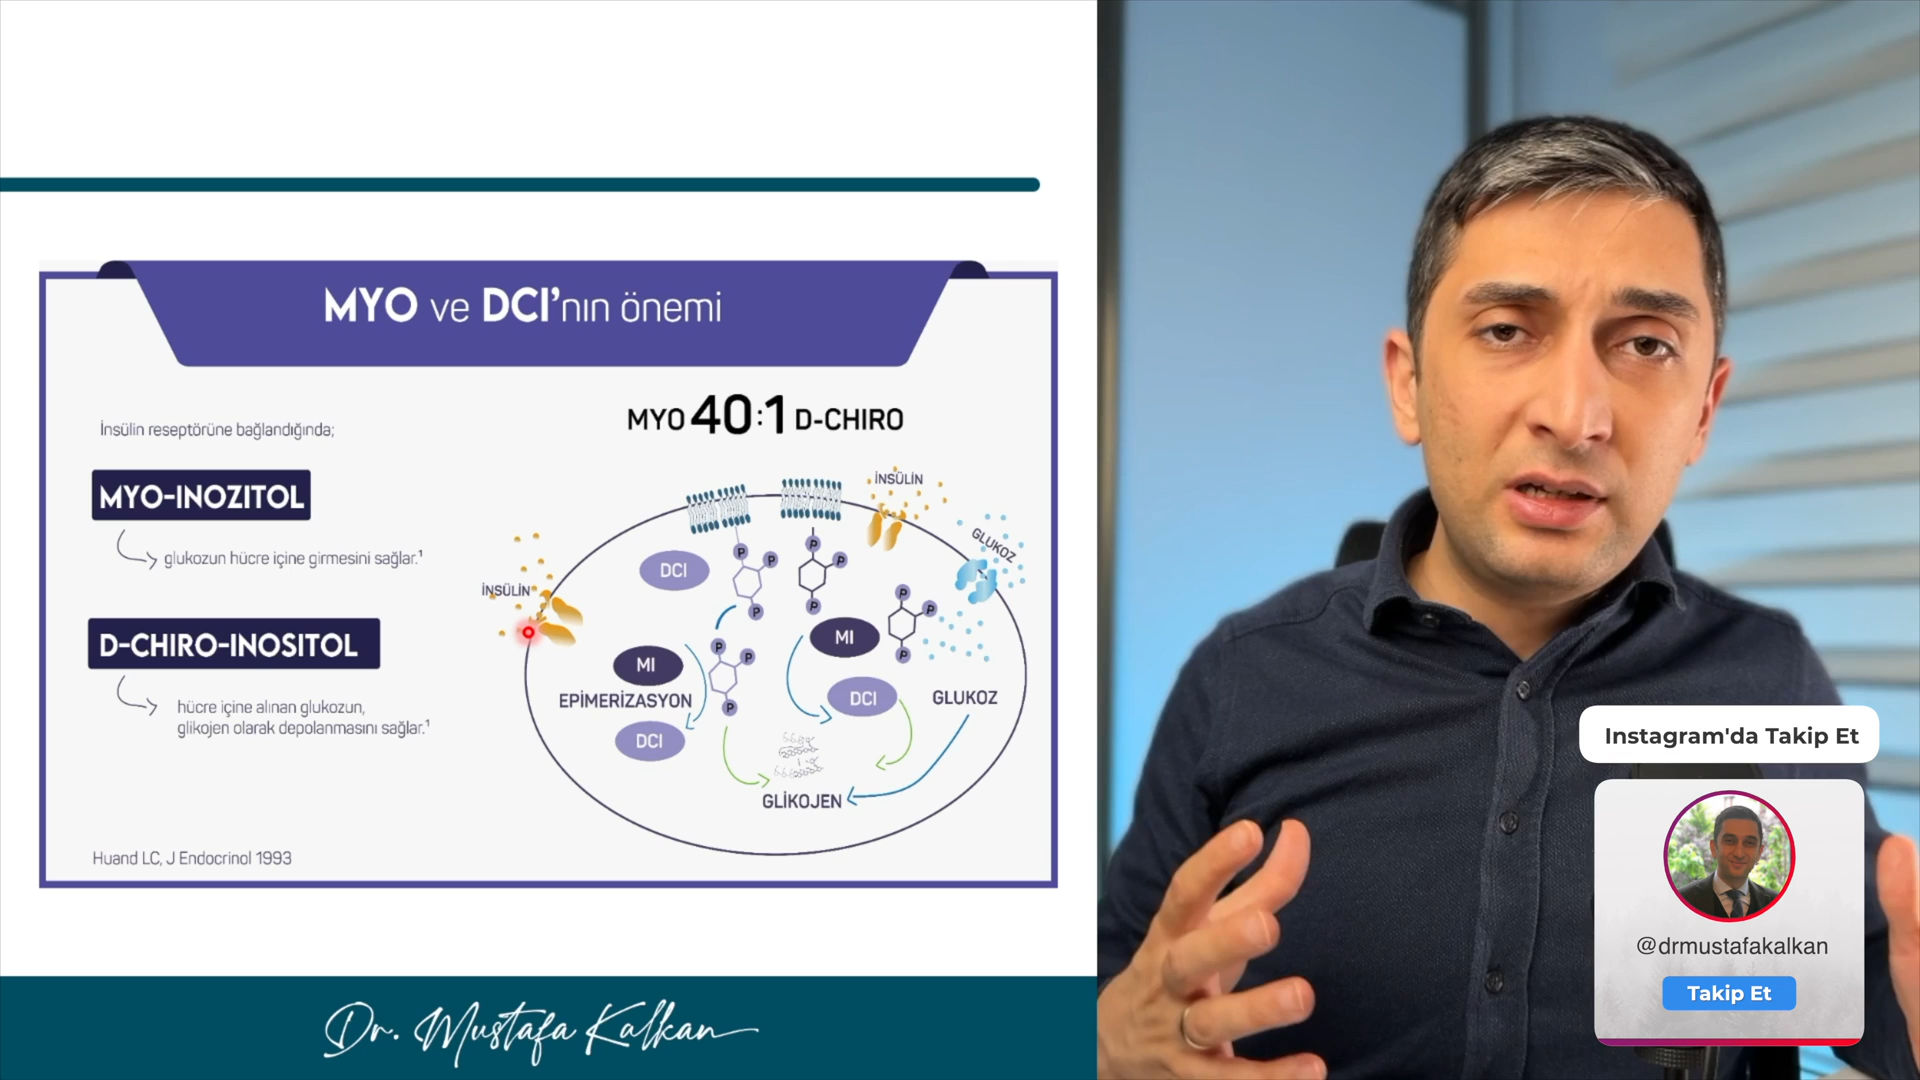 MYO ve DCI'nın önemi
İnsülin reseptörüne bağlandığında;
MYO-INOZITOL
glukozun hücre içine girmesini sağlar.¹
D-CHIRO-INOSITOL
hücre içine alınan glukozun,
glikojen olarak depolanmasını sağlar.¹
Huand LC, J Endocrinol 1993
MYO 40:1 D-CHIRO
İNSÜLİN
GLUKOZ
İNSÜLİN
DCI
P
P
P
P
P
P
P
P
P
MI
MI
P
P
P
EPİMERİZASYON
DCI
DCI
GLUKOZ
GLİKOJEN
Dr. Mustafa Kalkan
Instagram'da Takip Et
@drmustafakalkan
Takip Et